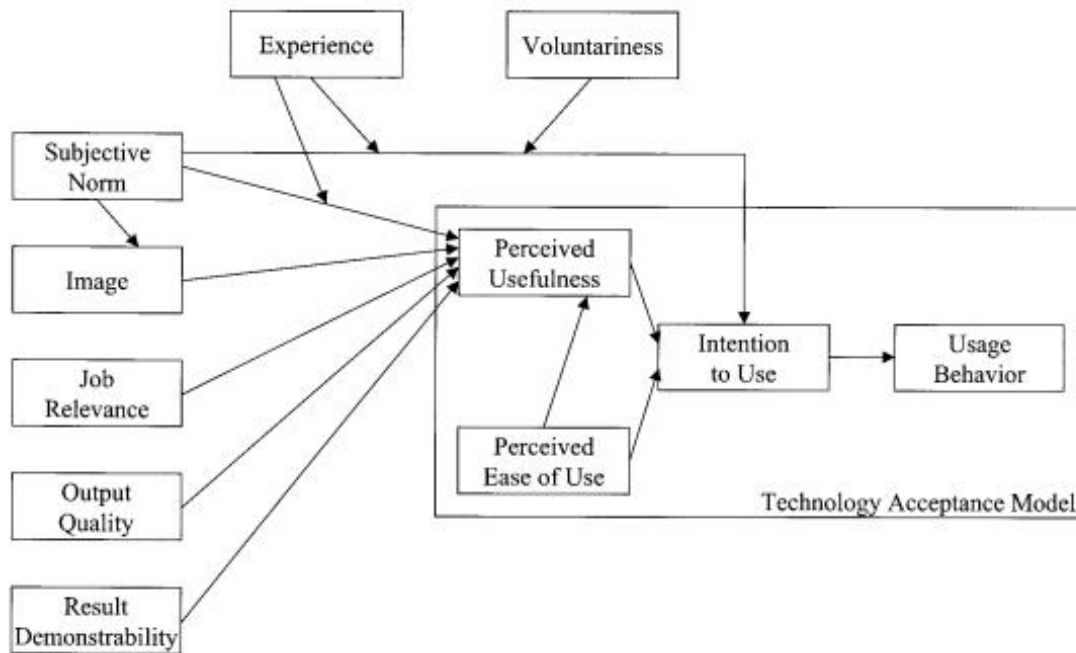 Experience
Voluntariness
Subjective
Norm
Image
Job
Relevance
Output
Quality
Result
Demonstrability
Perceived
Usefulness
Perceived
Ease of Use
Intention
to Use
Usage
Behavior
Technology Acceptance Model